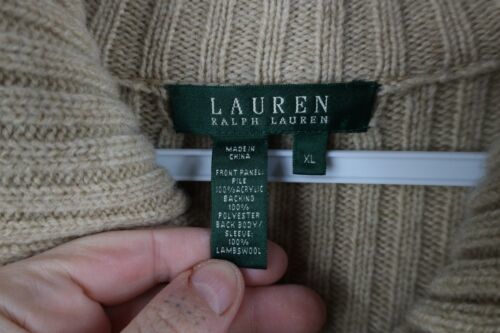 LAUREN
RALPH LAUREN
XL
MADE IN
CHINA
FRONT PANEL:
PILE
100% ACRYLIC
BACKING
100%
POLYESTER
BACK BODY/
SLEEVE:
100%
LAMBSWOOL